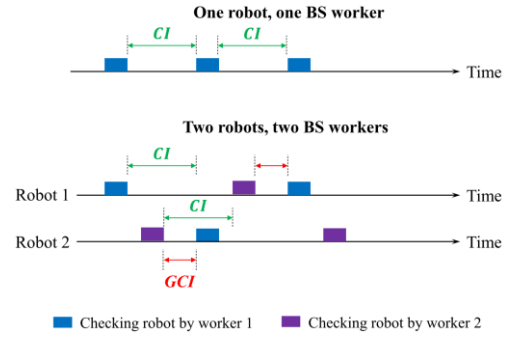 One robot, one BS worker
CI CI
Time
Two robots, two BS workers
CI
Robot 1 Time
CI
Robot 2 Time
GCI
Checking robot by worker 1 Checking robot by worker 2